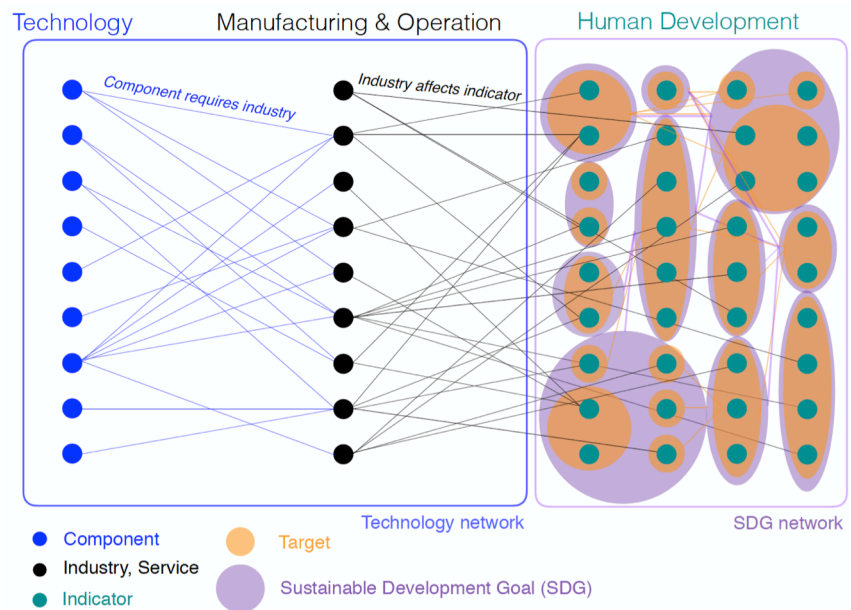 Technology
Manufacturing & Operation
Human Development
Component requires industry
Industry affects indicator
Technology network
SDG network
Component
Target
Industry, Service
Sustainable Development Goal (SDG)
Indicator